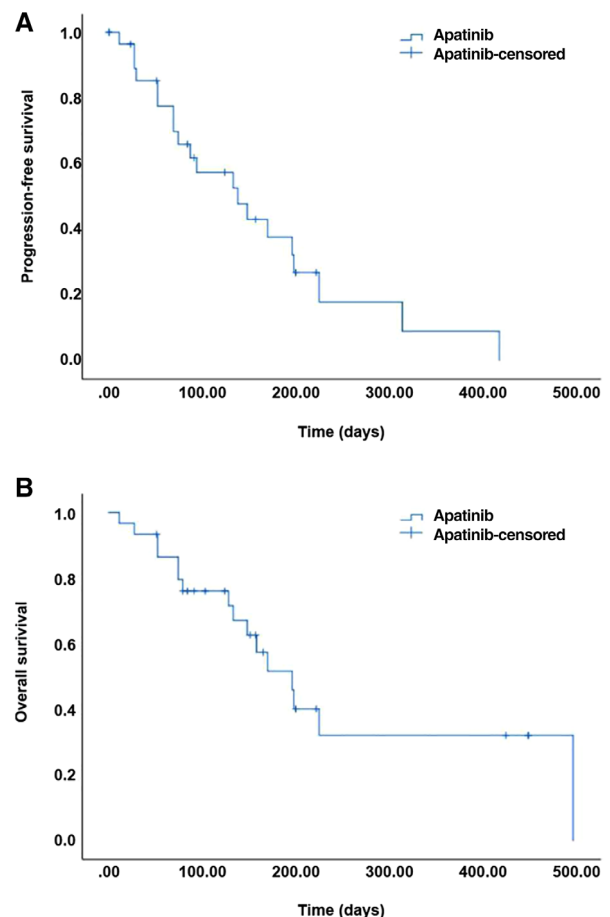 A
Apatinib
Apatinib-censored
Progression-free surivival
1.0
0.8
0.6
0.4
0.2
0.0
.00 100.00 200.00 300.00 400.00 500.00
Time (days)
B
Apatinib
Apatinib-censored
Overall surivival
1.0
0.8
0.6
0.4
0.2
0.0
.00 100.00 200.00 300.00 400.00 500.00
Time (days)